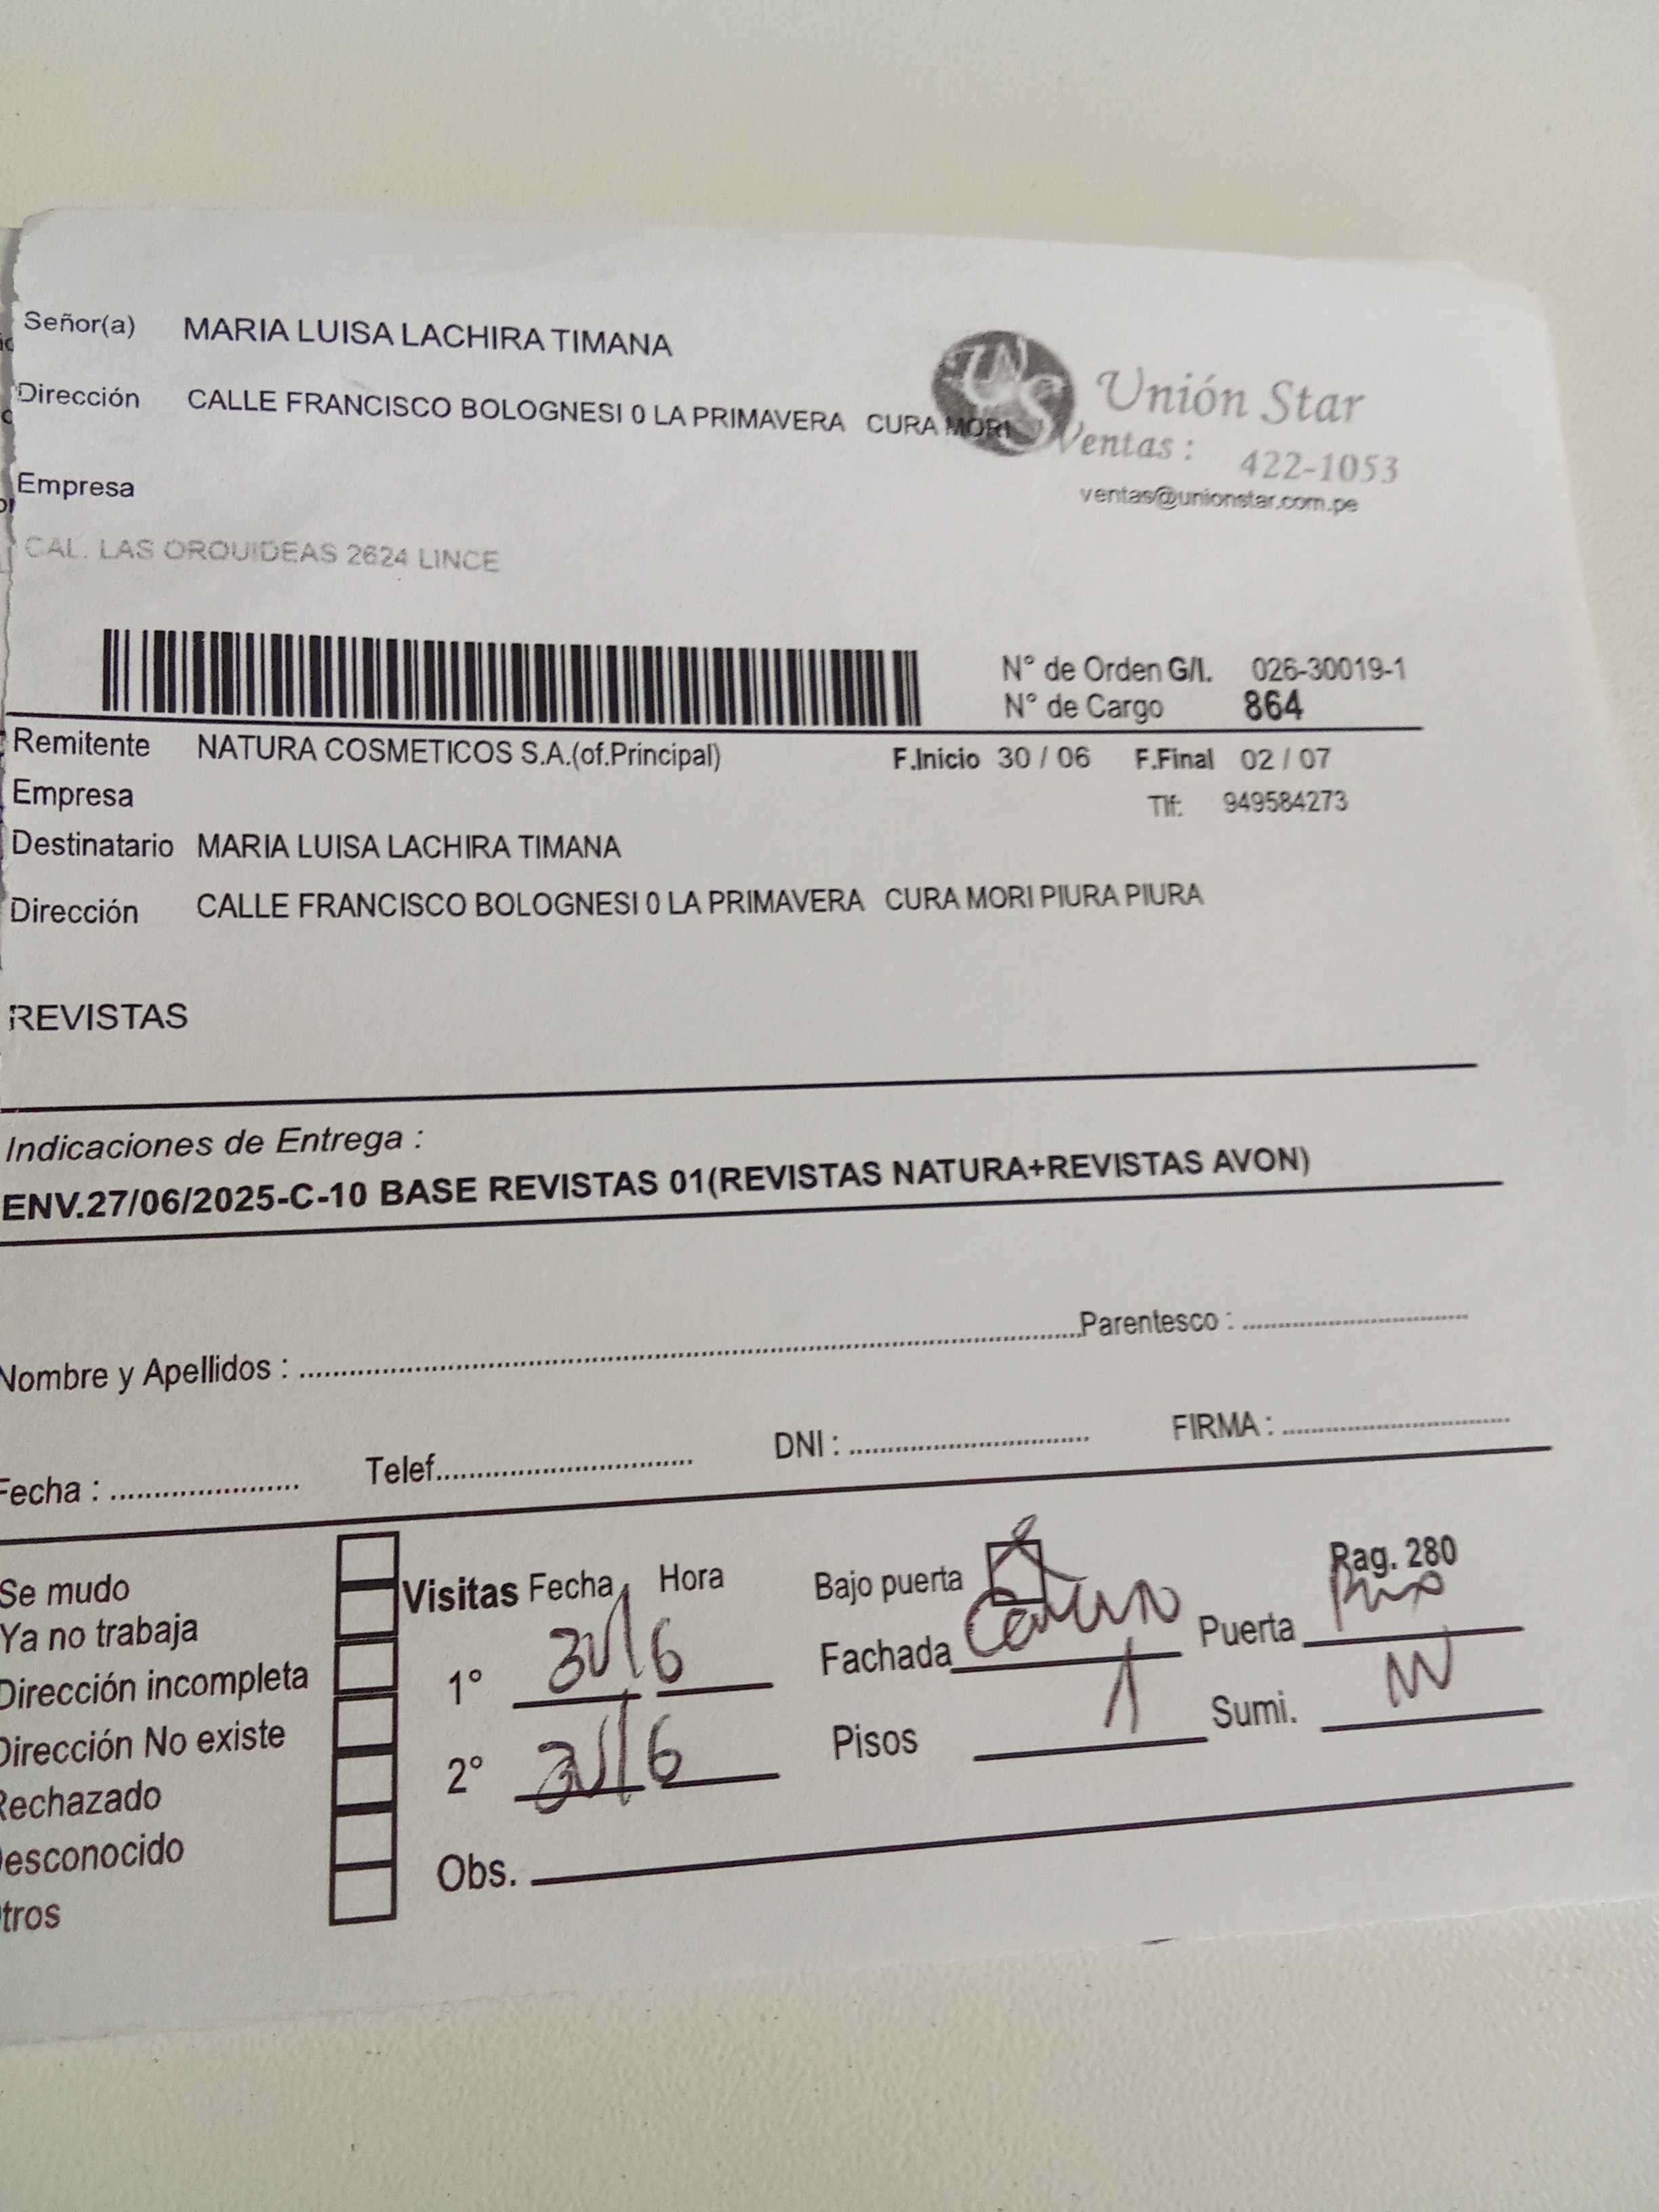 Señor(a) MARIA LUISA LACHIRA TIMANA
Dirección CALLE FRANCISCO BOLOGNESI 0 LA PRIMAVERA CURA MORI
Unión Star
Ventas : 422-1053
ventas@unionstar.com.pe
Empresa
CAL. LAS ORQUIDEAS 2624 LINCE
N° de Orden G/I. 026-30019-1
N° de Cargo 864
Remitente NATURA COSMETICOS S.A.(of.Principal) F.Inicio 30 / 06 F.Final 02 / 07
Empresa Tlf: 949584273
Destinatario MARIA LUISA LACHIRA TIMANA
Dirección CALLE FRANCISCO BOLOGNESI 0 LA PRIMAVERA CURA MORI PIURA PIURA
REVISTAS
Indicaciones de Entrega :
ENV.27/06/2025-C-10 BASE REVISTAS 01(REVISTAS NATURA+REVISTAS AVON)
Nombre y Apellidos : Parentesco :
Fecha : Telef. DNI : FIRMA :
Se mudo
Ya no trabaja
Dirección incompleta
Dirección No existe
Rechazado
esconocido
tros
Visitas Fecha Hora
1°
2°
Obs.
Bajo puerta Rag. 280
Fachada Puerta
Pisos 1 Sumi.